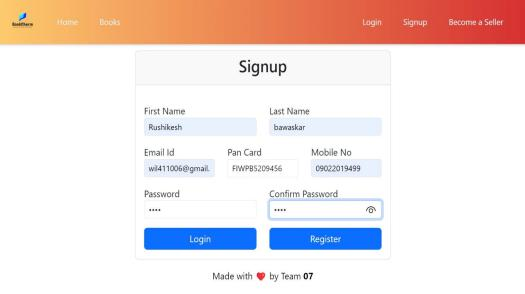 Home Books Login Signup Become a Seller
Signup
First Name Last Name
Rushikesh bawaskar
Email Id Pan Card Mobile No
wil411006@gmail. FIWPB5209456 09022019499
Password Confirm Password
•••• ••••
Login Register
Made with ❤ by Team 07